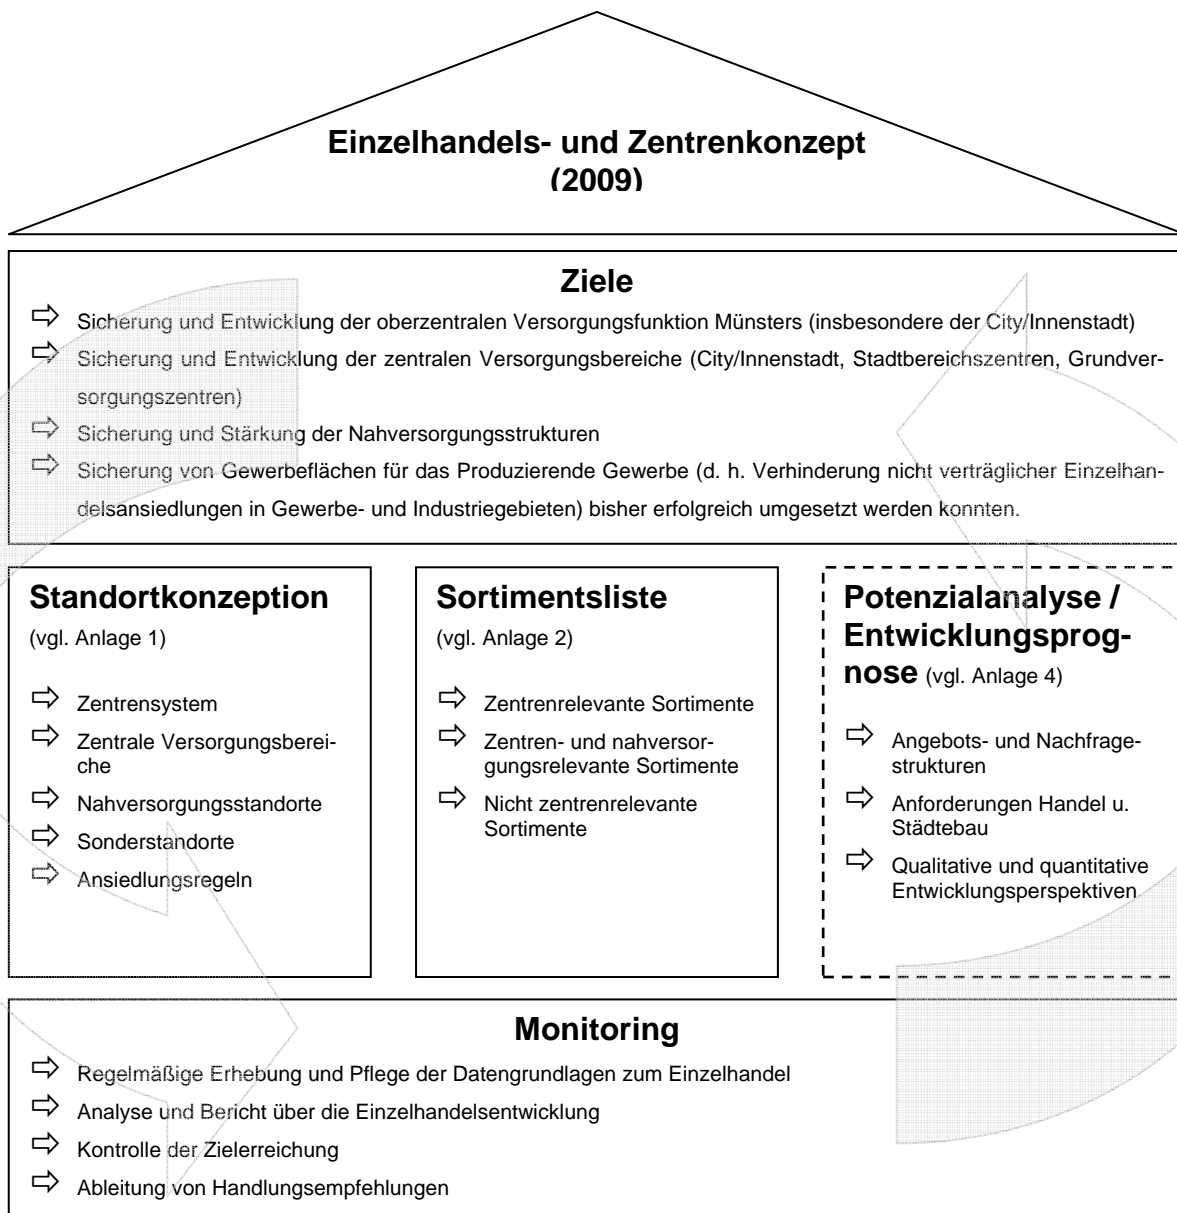 Einzelhandels- und Zentrenkonzept
(2009)
Ziele
⇨ Sicherung und Entwicklung der oberzentralen Versorgungsfunktion Münsters (insbesondere der City/Innenstadt)
⇨ Sicherung und Entwicklung der zentralen Versorgungsbereiche (City/Innenstadt, Stadtbereichszentren, Grundver-
sorgungszentren)
⇨ Sicherung und Stärkung der Nahversorgungsstrukturen
⇨ Sicherung von Gewerbeflächen für das Produzierende Gewerbe (d. h. Verhinderung nicht verträglicher Einzelhan-
delsansiedlungen in Gewerbe- und Industriegebieten) bisher erfolgreich umgesetzt werden konnten.
Standortkonzeption
(vgl. Anlage 1)
⇨ Zentrensystem
⇨ Zentrale Versorgungsberei-
che
⇨ Nahversorgungsstandorte
⇨ Sonderstandorte
⇨ Ansiedlungsregeln
Sortimentsliste
(vgl. Anlage 2)
⇨ Zentrenrelevante Sortimente
⇨ Zentren- und nahversor-
gungsrelevante Sortimente
⇨ Nicht zentrenrelevante
Sortimente
Potenzialanalyse /
Entwicklungsprog-
nose (vgl. Anlage 4)
⇨ Angebots- und Nachfrage-
strukturen
⇨ Anforderungen Handel u.
Städtebau
⇨ Qualitative und quantitative
Entwicklungsperspektiven
Monitoring
⇨ Regelmäßige Erhebung und Pflege der Datengrundlagen zum Einzelhandel
⇨ Analyse und Bericht über die Einzelhandelsentwicklung
⇨ Kontrolle der Zielerreichung
⇨ Ableitung von Handlungsempfehlungen